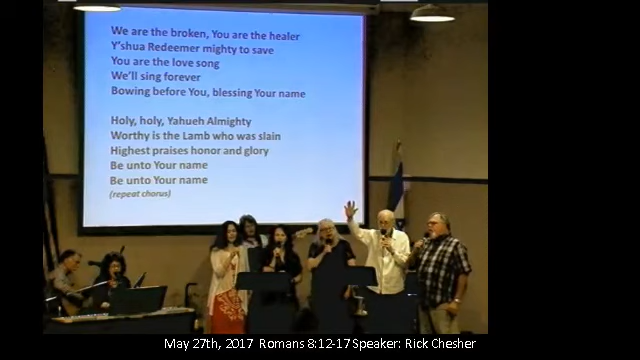 We are the broken, You are the healer
Y'shua Redeemer mighty to save
You are the love song
We'll sing forever
Bowing before You, blessing Your name
Holy, holy, Yahueh Almighty
Worthy is the Lamb who was slain
Highest praises honor and glory
Be unto Your name
Be unto Your name
(repeat chorus)
May 27th, 2017 Romans 8:12-17 Speaker: Rick Chesher